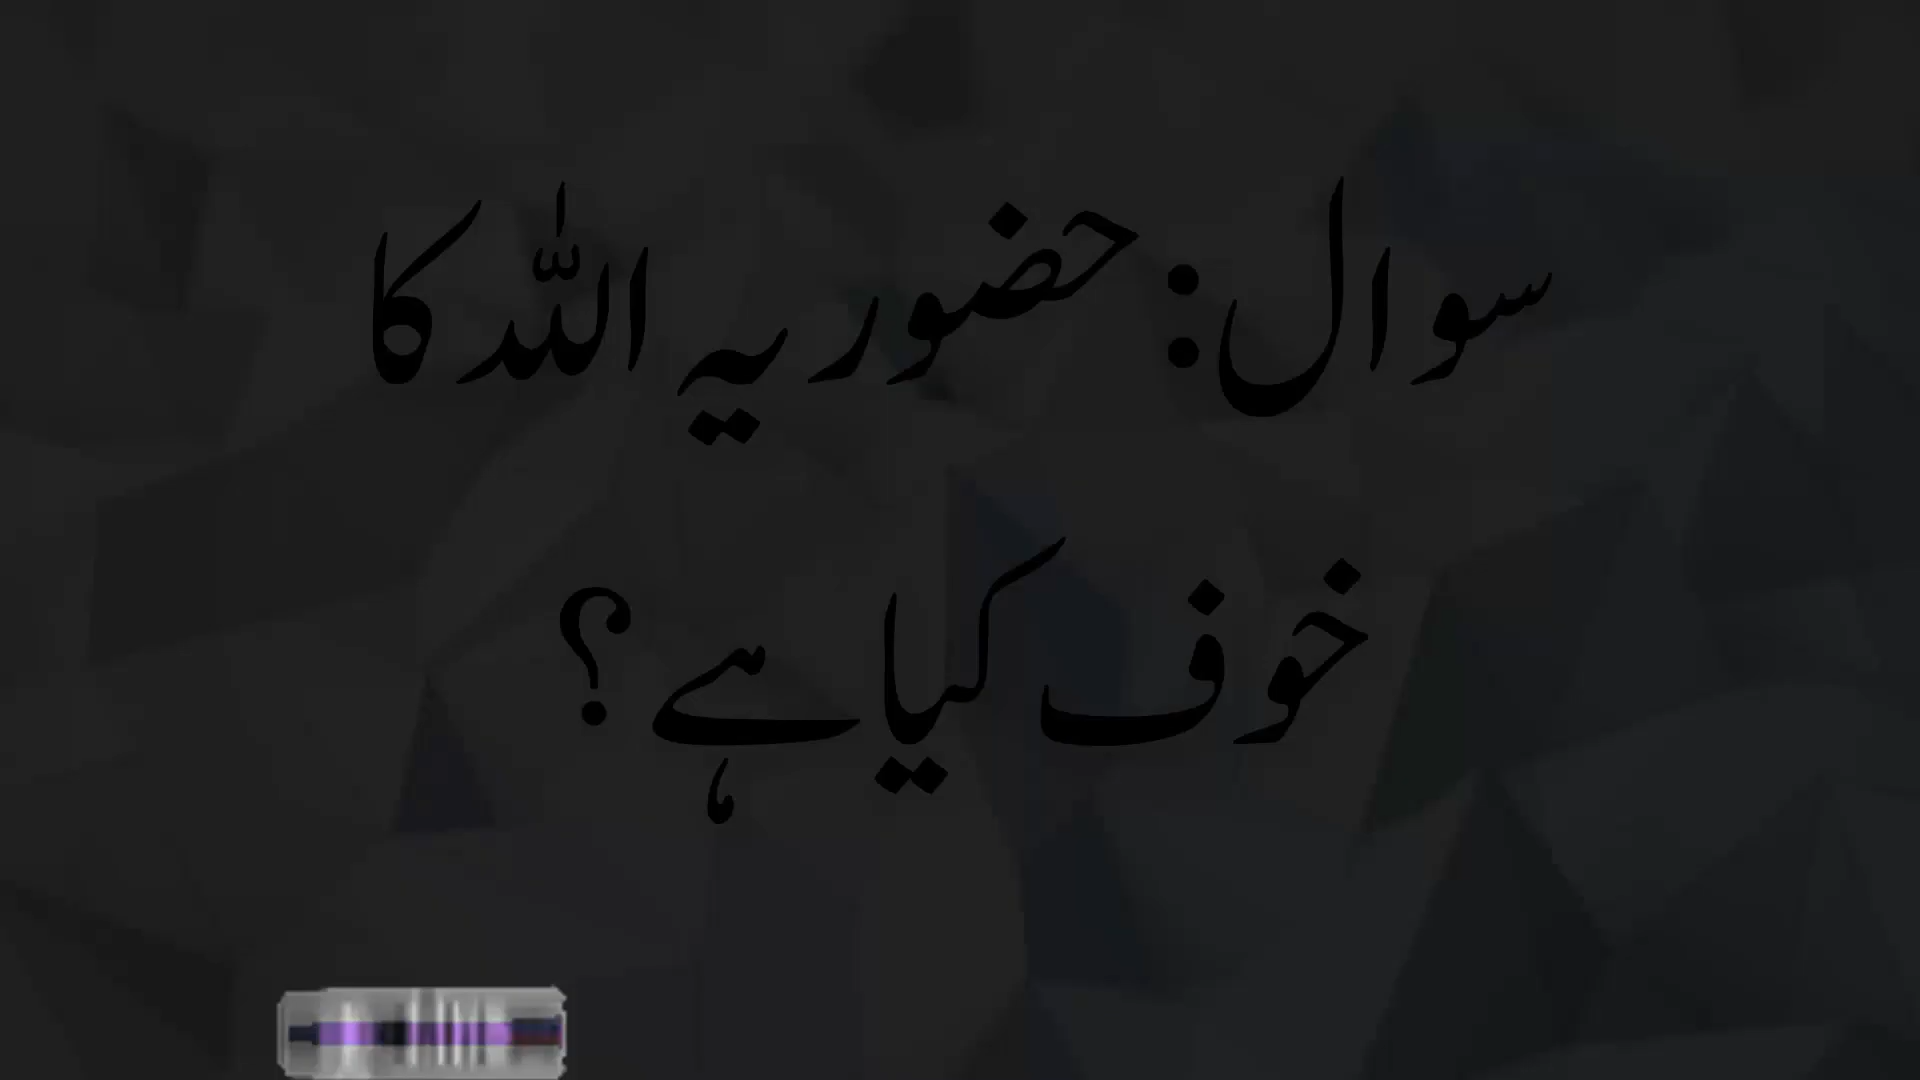 سوال: حضور یہ اللہ کا
خوف کیا ہے؟